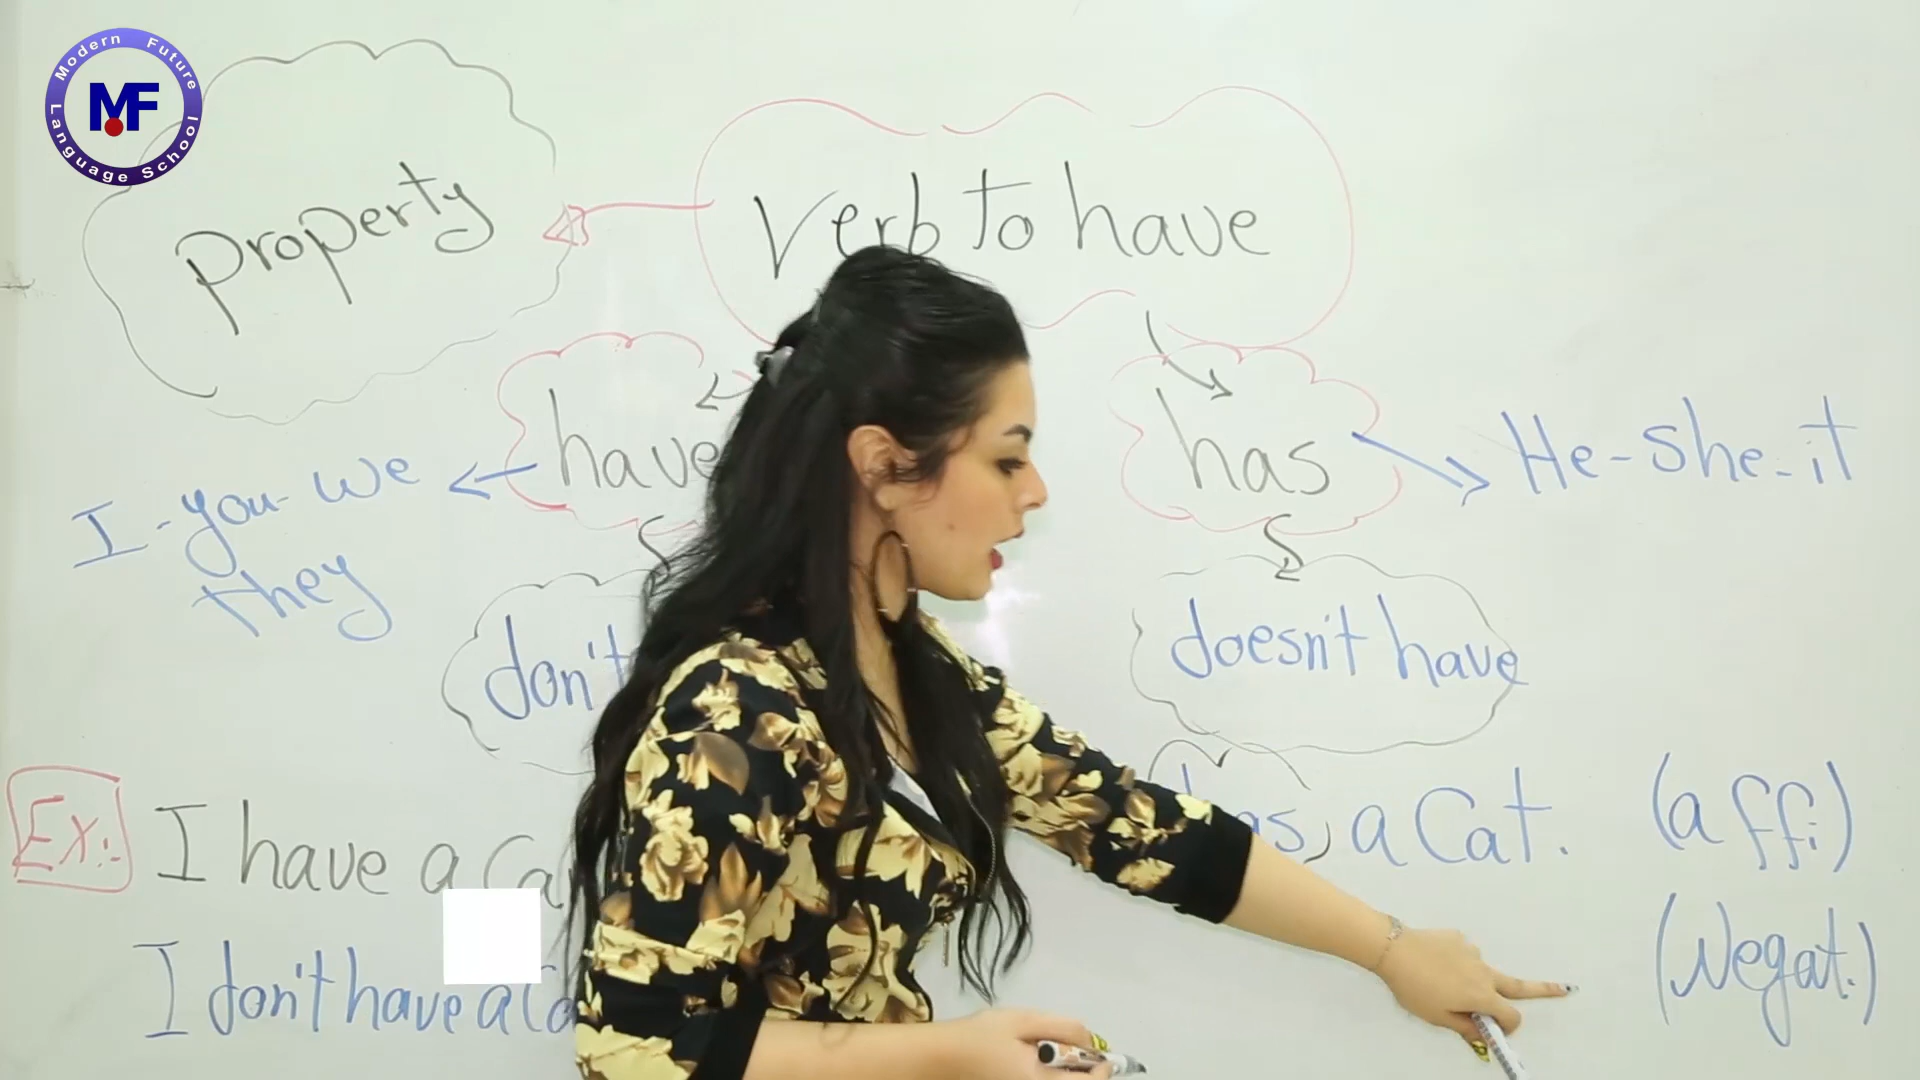 Modern Future
Language School
MF
property
Verb to have
have
has
I - you - we
they
He - she - it
don't
doesn't have
Ex:-
I have a
a Cat.
(affi)
I don't have a
(Negat.)